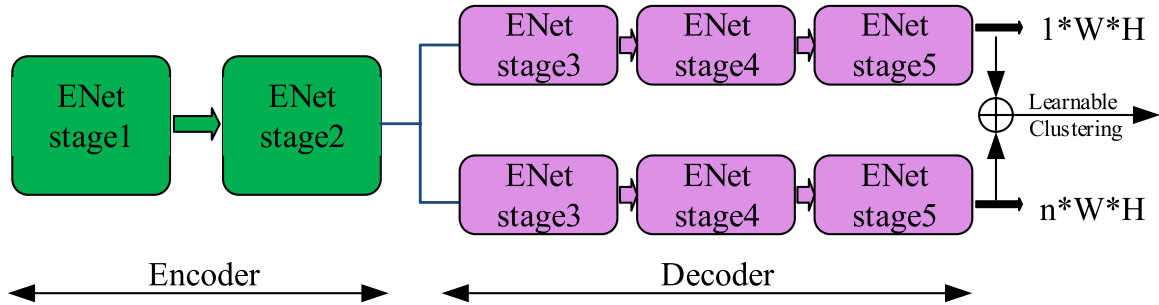 ENet
stage1
ENet
stage2
ENet
stage3
ENet
stage4
ENet
stage5
1*W*H
Learnable
Clustering
ENet
stage3
ENet
stage4
ENet
stage5
n*W*H
Encoder
Decoder